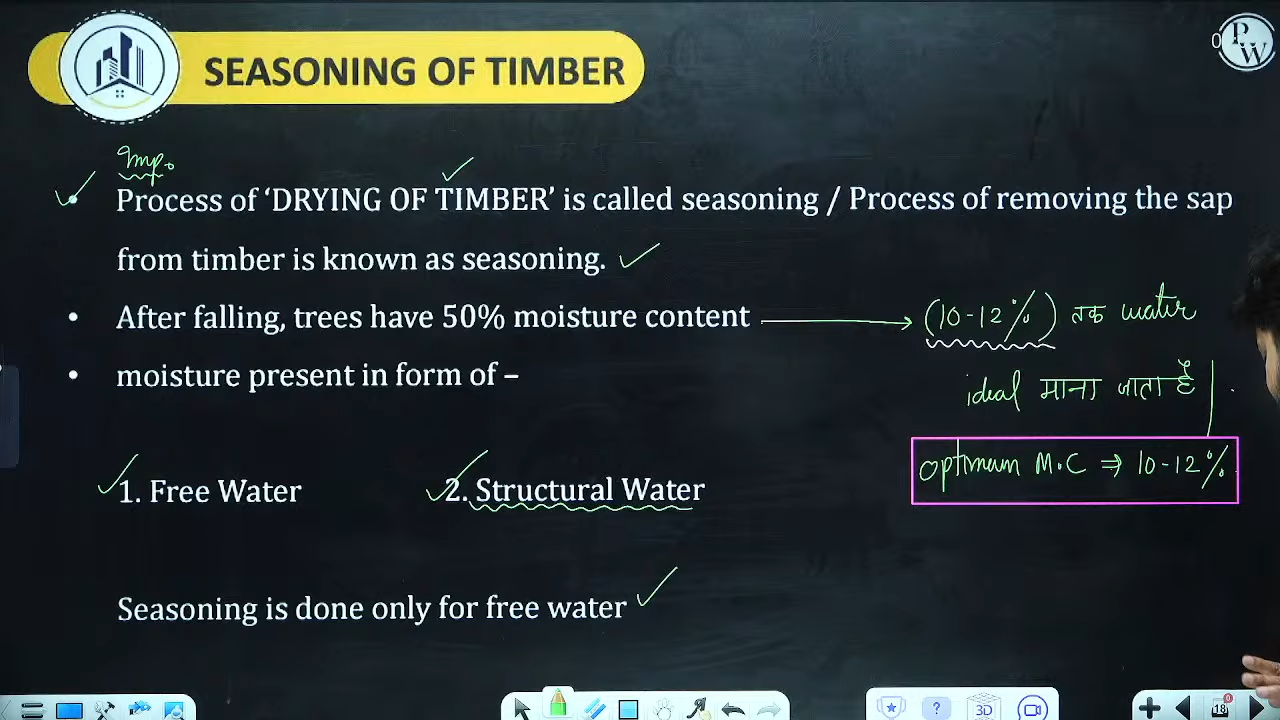 SEASONING OF TIMBER
PW
Imp.
• Process of ‘DRYING OF TIMBER’ is called seasoning / Process of removing the sap
from timber is known as seasoning.
• After falling, trees have 50% moisture content → (10-12%) तक water
ideal माना जाता है
• moisture present in form of –
optimum M.C ⇒ 10-12%
1. Free Water 2. Structural Water
Seasoning is done only for free water
? 3D